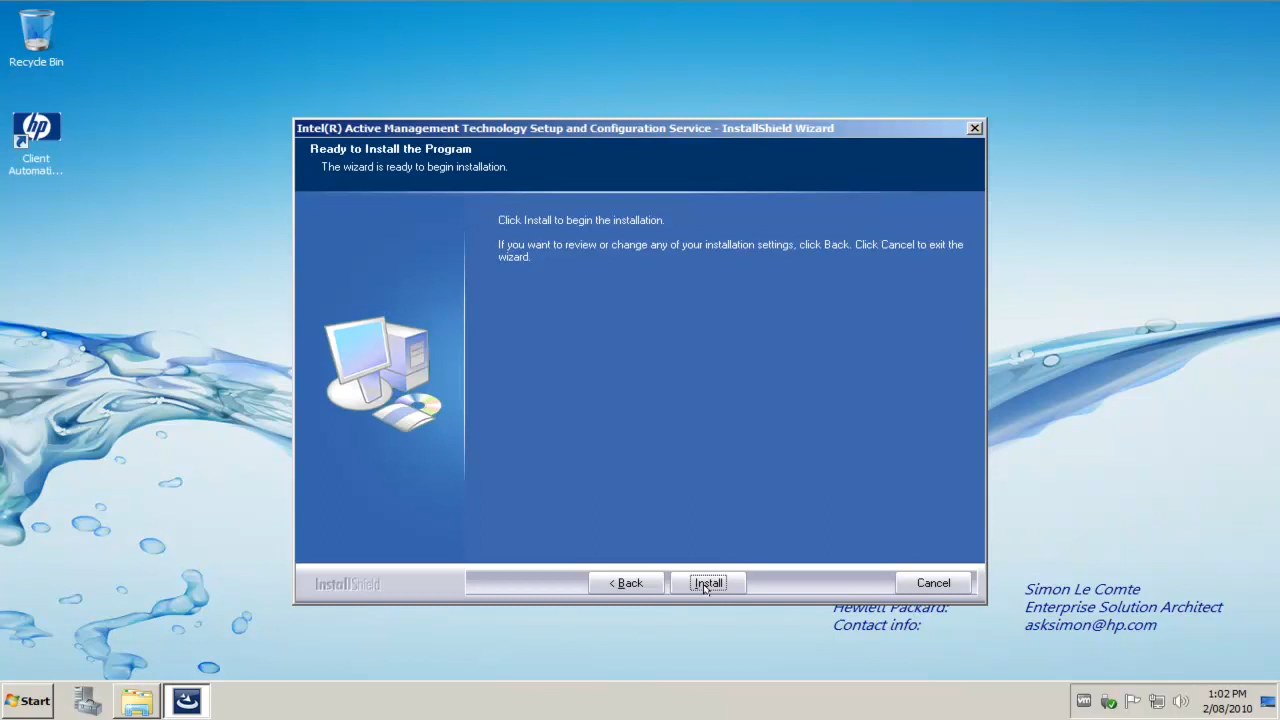 Recycle Bin
hp
Client
Automati...
Intel(R) Active Management Technology Setup and Configuration Service - InstallShield Wizard
Ready to Install the Program
The wizard is ready to begin installation.
Click Install to begin the installation.
If you want to review or change any of your installation settings, click Back. Click Cancel to exit the
wizard.
InstallShield
< Back
Install
Cancel
Simon Le Comte
Hewlett Packard:
Enterprise Solution Architect
Contact info:
asksimon@hp.com
Start
vm
1:02 PM
2/08/2010